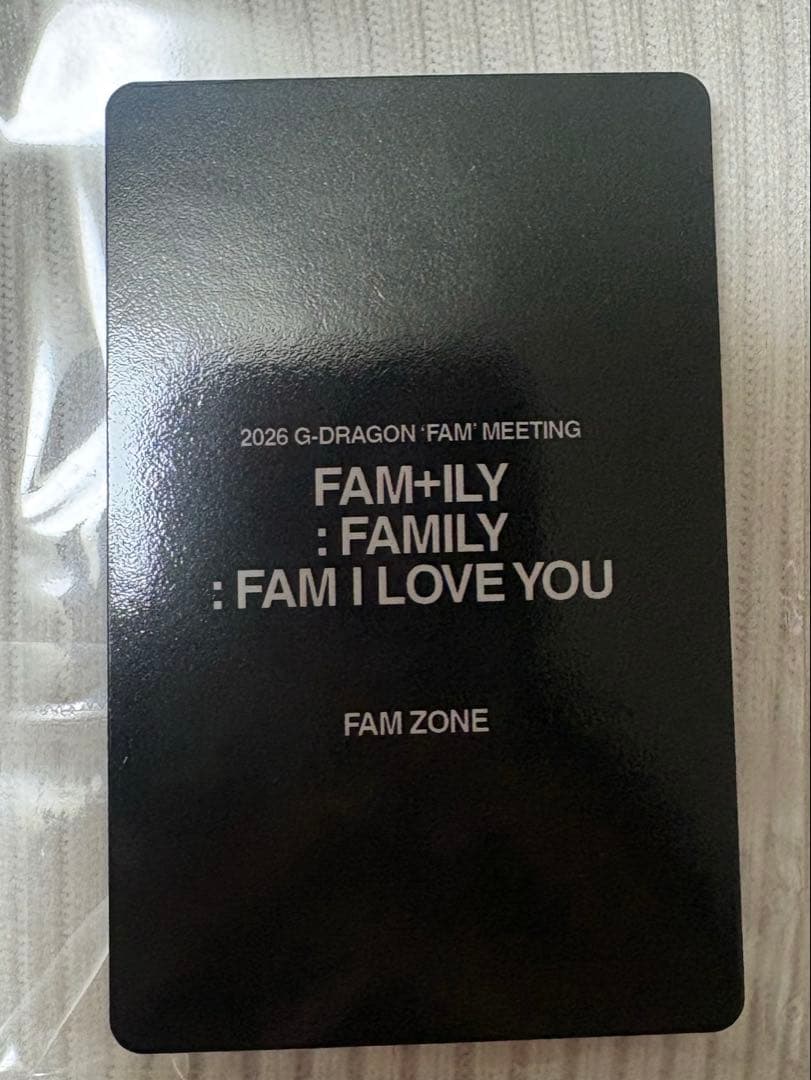 2026 G-DRAGON ‘FAM’ MEETING
FAM+ILY
: FAMILY
: FAM I LOVE YOU
FAM ZONE